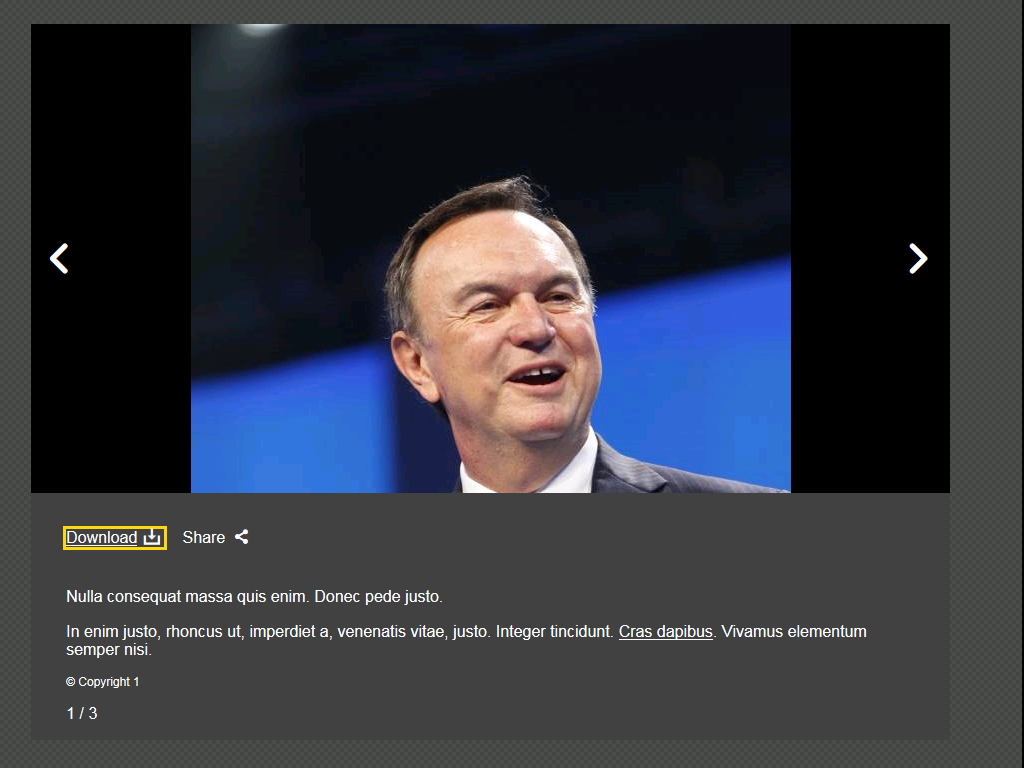 Download Share
Nulla consequat massa quis enim. Donec pede justo.
In enim justo, rhoncus ut, imperdiet a, venenatis vitae, justo. Integer tincidunt. Cras dapibus. Vivamus elementum
semper nisi.
© Copyright 1
1 / 3